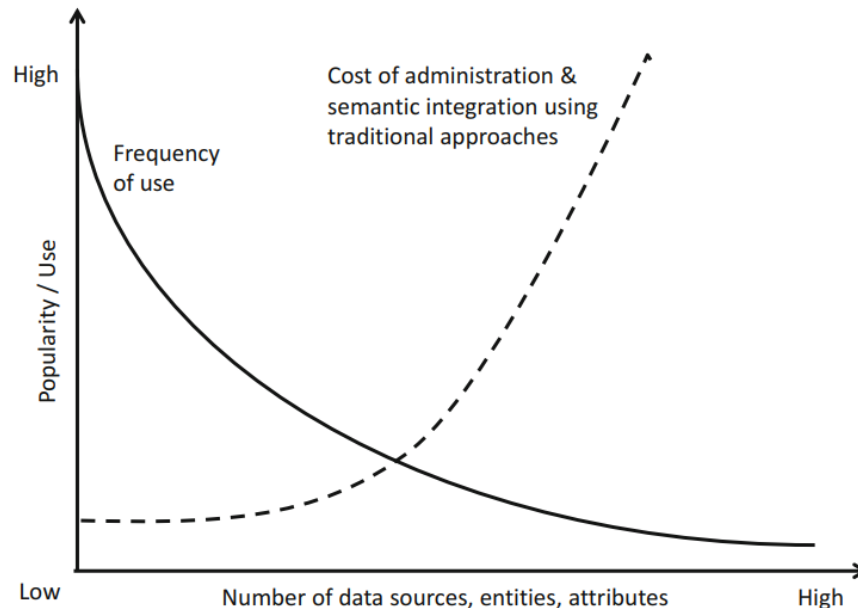 High
Cost of administration &
semantic integration using
traditional approaches
Frequency
of use
Popularity / Use
Low
Number of data sources, entities, attributes
High